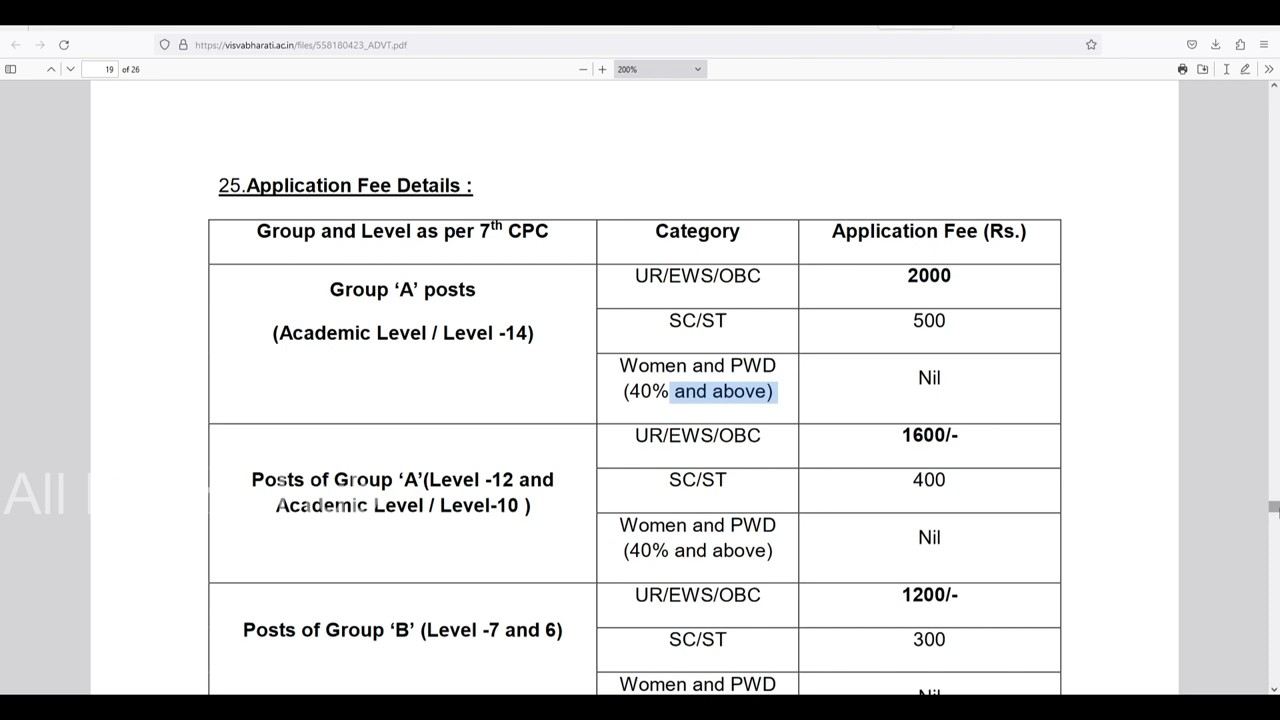 https://visvabharati.ac.in/files/558180423_ADVT.pdf
19 of 26
200%
25.Application Fee Details :
Group and Level as per 7th CPC
Category
Application Fee (Rs.)
Group ‘A’ posts
(Academic Level / Level -14)
UR/EWS/OBC
2000
SC/ST
500
Women and PWD
(40% and above)
Nil
Posts of Group ‘A’(Level -12 and
Academic Level / Level-10 )
UR/EWS/OBC
1600/-
SC/ST
400
Women and PWD
(40% and above)
Nil
Posts of Group ‘B’ (Level -7 and 6)
UR/EWS/OBC
1200/-
SC/ST
300
Women and PWD
Nil
All